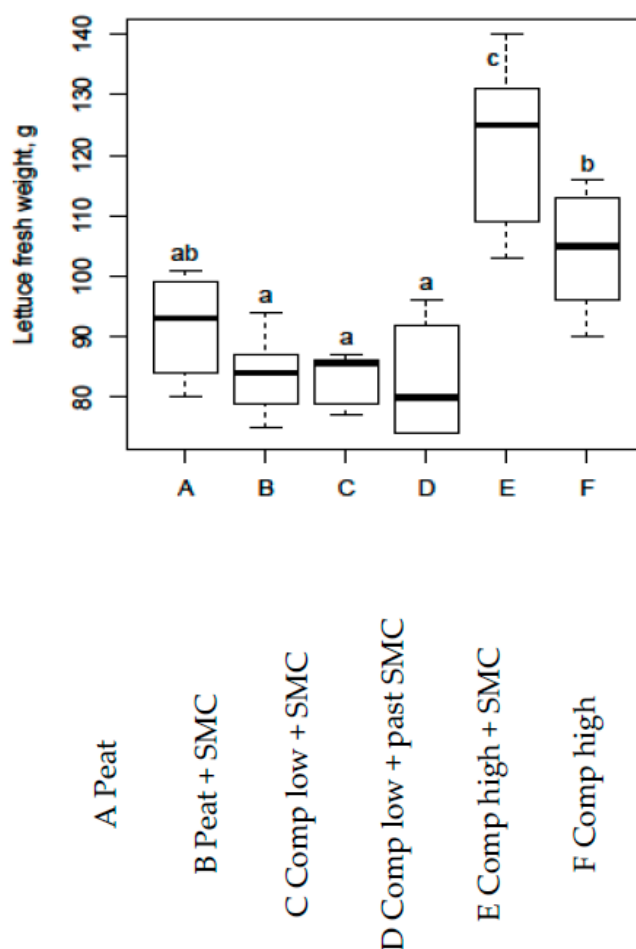 Lettuce fresh weight, g
140
130
120
110
100
90
80
ab
a
a
a
c
b
A
B
C
D
E
F
A Peat
B Peat + SMC
C Comp low + SMC
D Comp low + past SMC
E Comp high + SMC
F Comp high